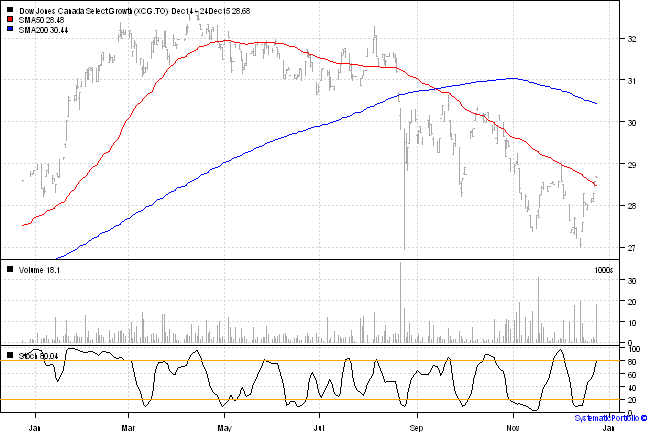 Dow Jones Canada Select Growth (XCG.TO) Dec14 - 24Dec15 28.68
SMA50 28.48
SMA200 30.44
32
31
30
29
28
27
Volume 18.1
1000s
30
20
10
0
Stoch 80.04
100
80
60
40
20
0
Jan
Mar
May
Jul
Sep
Nov
Jan
SystematicPortfolio ©